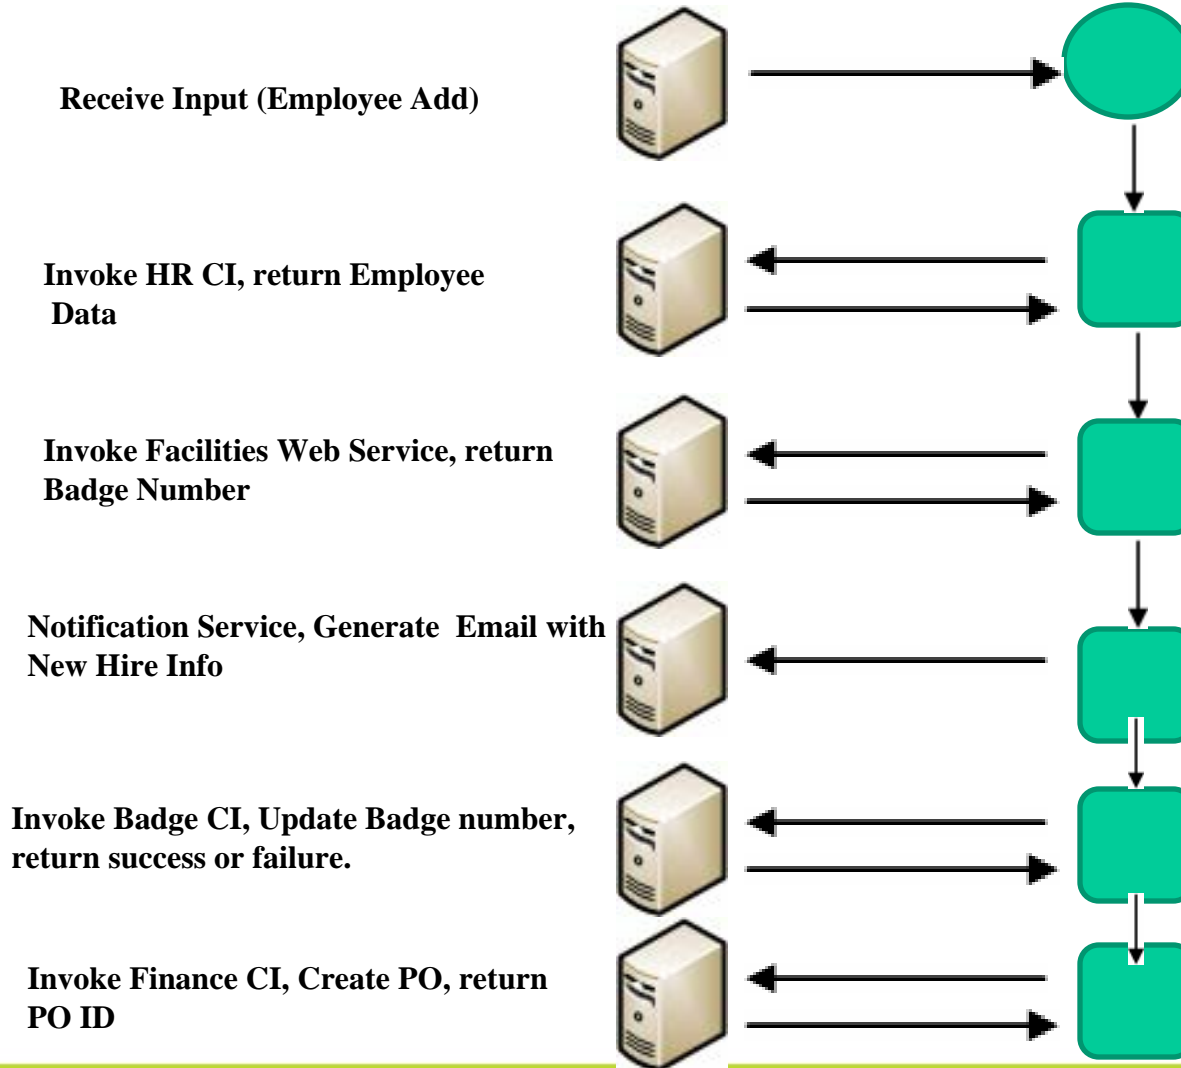 Receive Input (Employee Add)
Invoke HR CI, return Employee
Data
Invoke Facilities Web Service, return
Badge Number
Notification Service, Generate  Email with
New Hire Info
Invoke Badge CI, Update Badge number,
return success or failure.
Invoke Finance CI, Create PO, return
PO ID